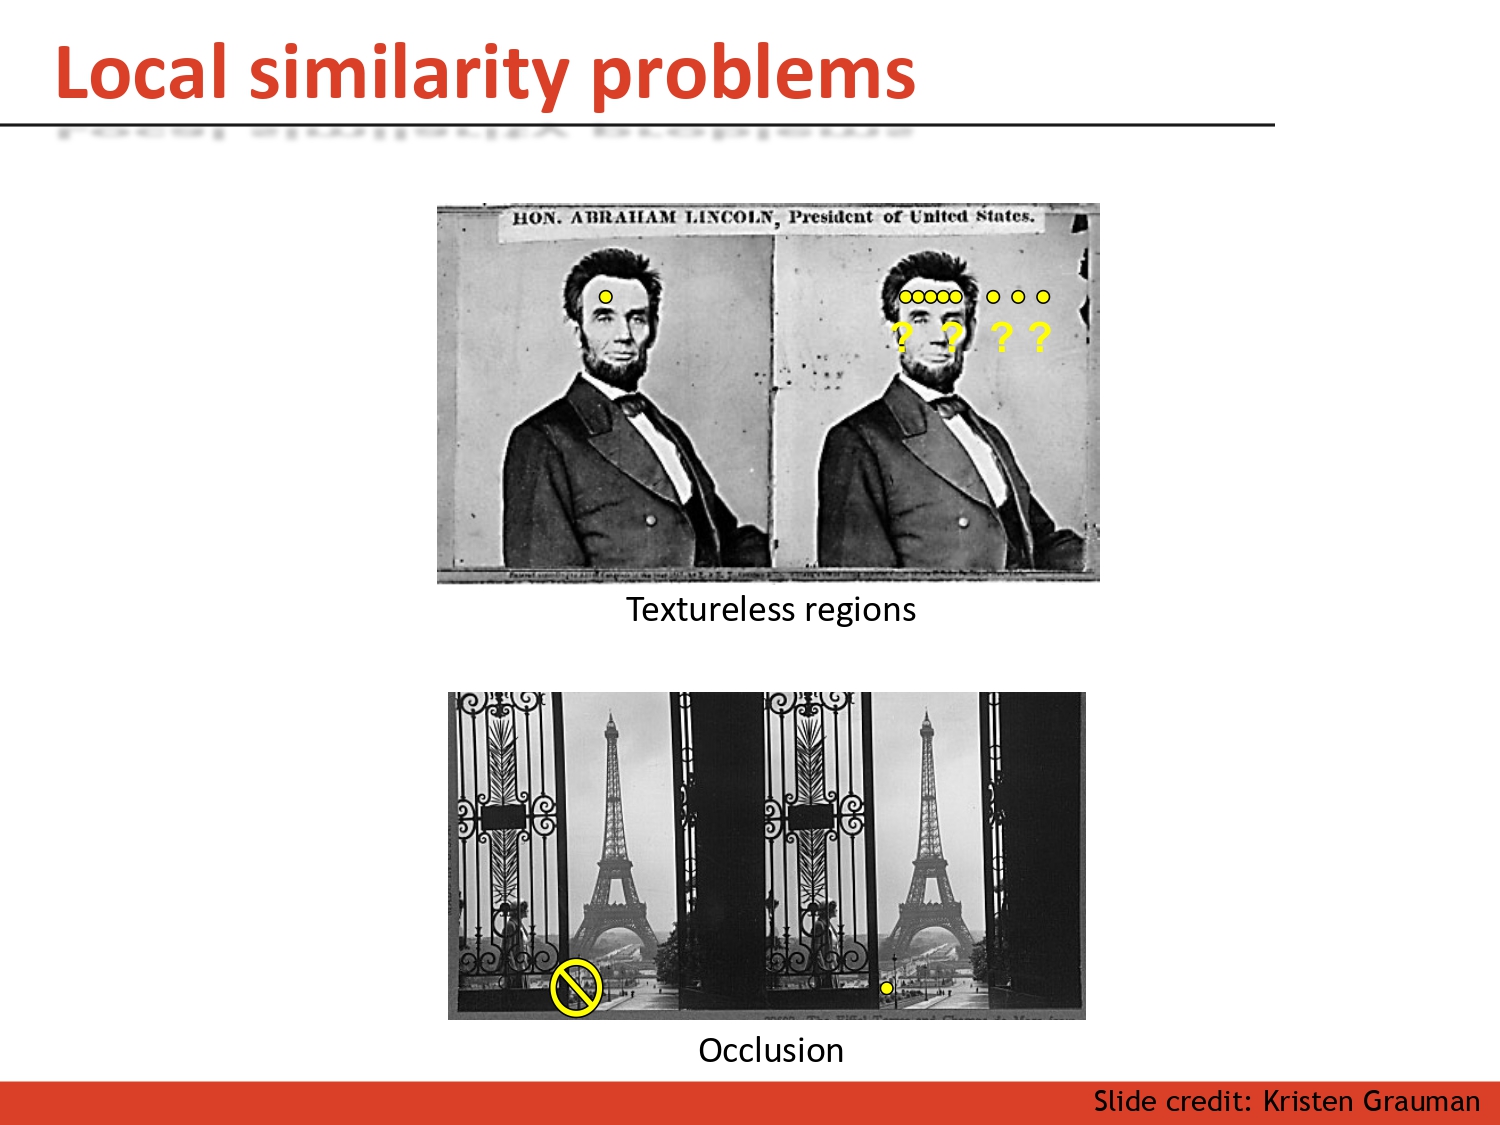 Local similarity problems
HON. ABRAHAM LINCOLN, President of United States.
? ? ? ?
Textureless regions
Occlusion
Slide credit: Kristen Grauman